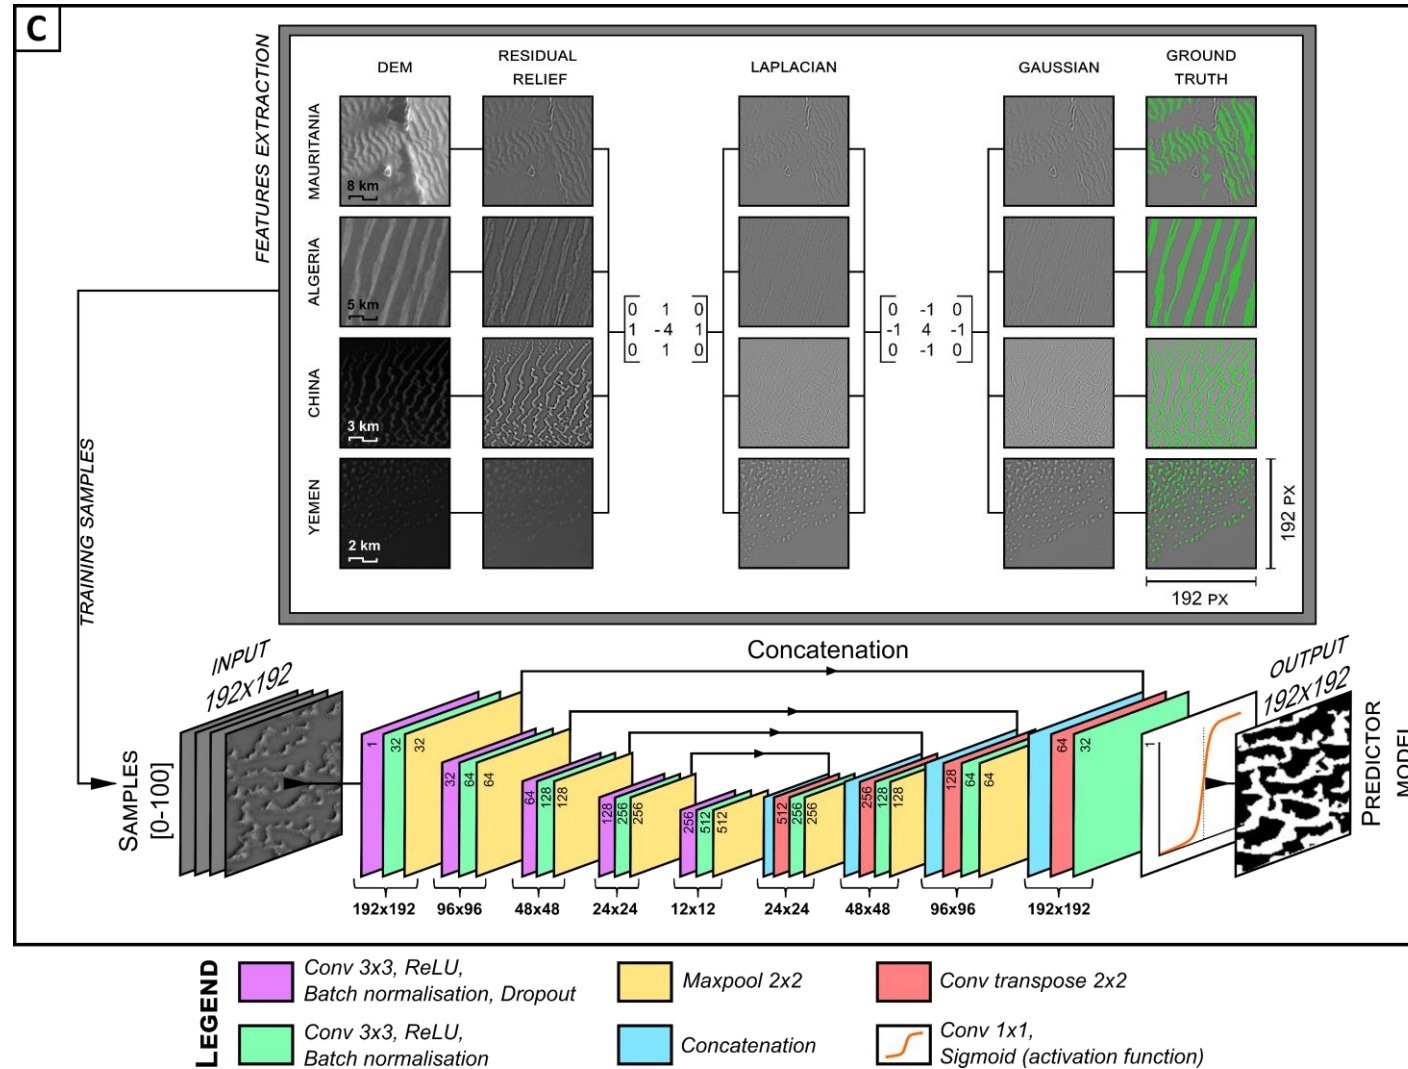 C
FEATURES EXTRACTION
DEM
RESIDUAL
RELIEF
LAPLACIAN
GAUSSIAN
GROUND
TRUTH
MAURITANIA
8 km
ALGERIA
5 km
CHINA
3 km
YEMEN
2 km
0 1 0
1 -4 1
0 1 0
0 -1 0
-1 4 -1
0 -1 0
192 PX
192 PX
TRAINING SAMPLES
INPUT
192x192
SAMPLES
[0-100]
Concatenation
OUTPUT
192x192
PREDICTOR
MODEL
1 32 32
32 64 64
64 128 128
128 256 256
256 512 512
512 256 256
256 128 128
128 64 64
64 32
1
192x192 96x96 48x48 24x24 12x12 24x24 48x48 96x96 192x192
LEGEND
Conv 3x3, ReLU,
Batch normalisation, Dropout
Maxpool 2x2
Conv transpose 2x2
Conv 3x3, ReLU,
Batch normalisation
Concatenation
Conv 1x1,
Sigmoid (activation function)